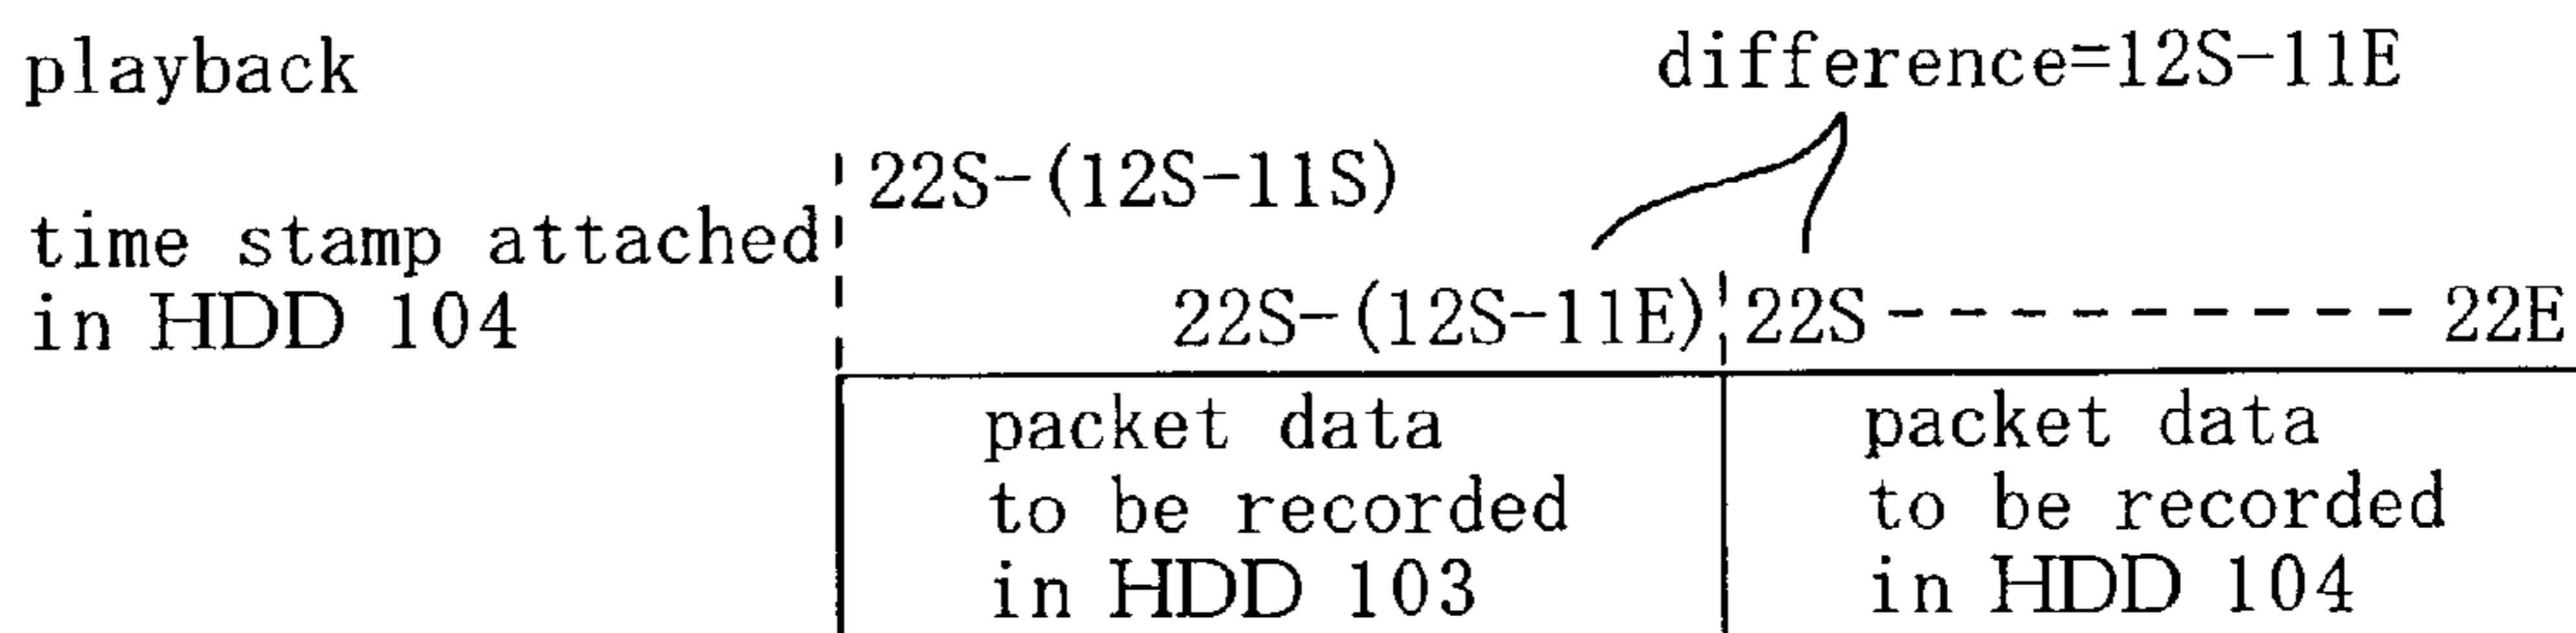 playback
difference=12S-11E
22S-(12S-11S)
time stamp attached
in HDD 104
22S-(12S-11E) 22S---------- 22E
packet data
to be recorded
in HDD 103
packet data
to be recorded
in HDD 104